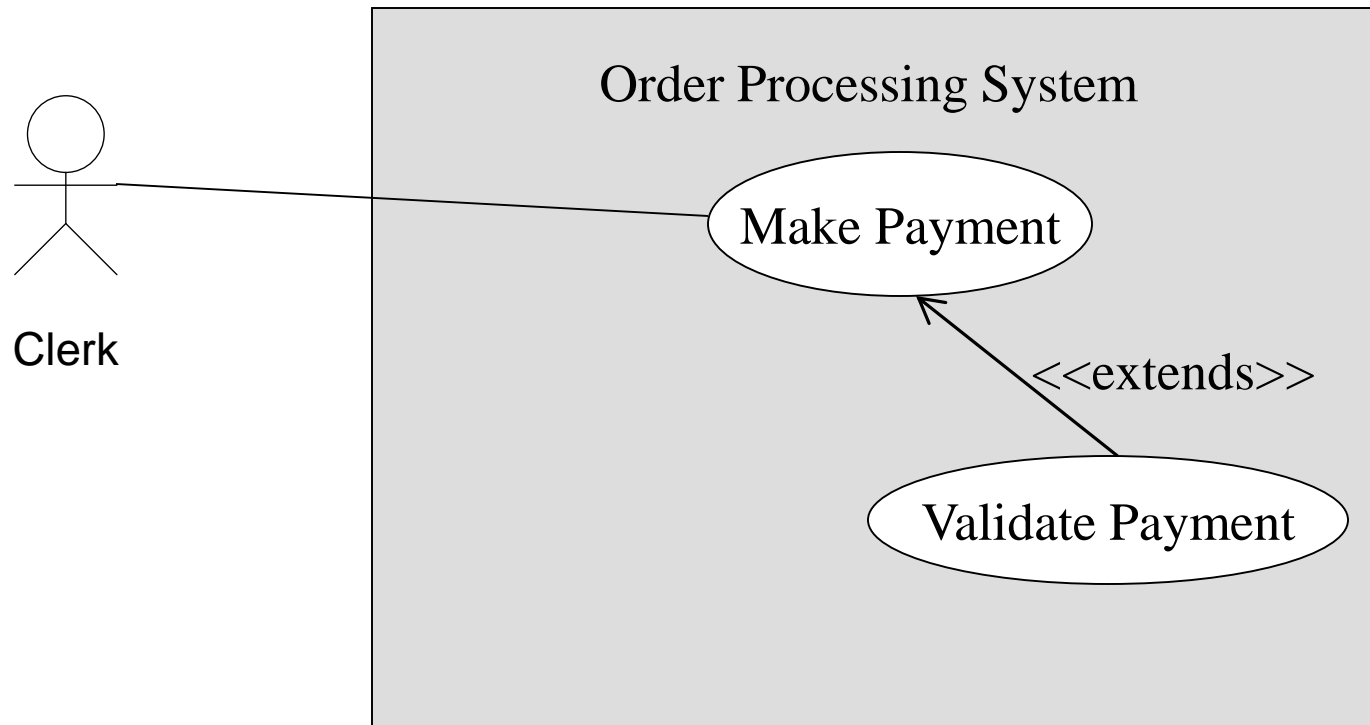 Order Processing System
Make Payment
Clerk
<<extends>>
Validate Payment